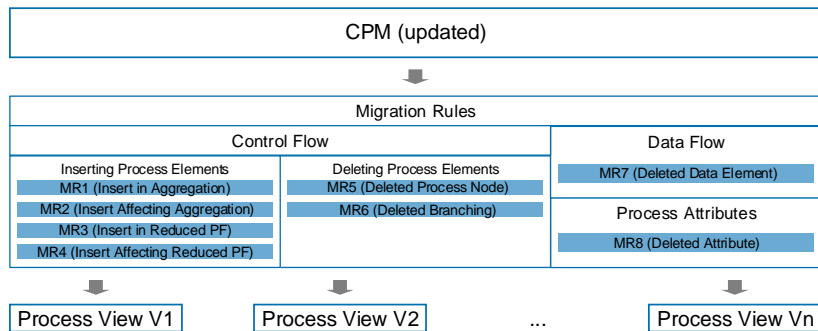 CPM (updated)
Migration Rules
Control Flow
Inserting Process Elements
MR1 (Insert in Aggregation)
MR2 (Insert Affecting Aggregation)
MR3 (Insert in Reduced PF)
MR4 (Insert Affecting Reduced PF)
Deleting Process Elements
MR5 (Deleted Process Node)
MR6 (Deleted Branching)
Data Flow
MR7 (Deleted Data Element)
Process Attributes
MR8 (Deleted Attribute)
Process View V1
Process View V2
...
Process View Vn